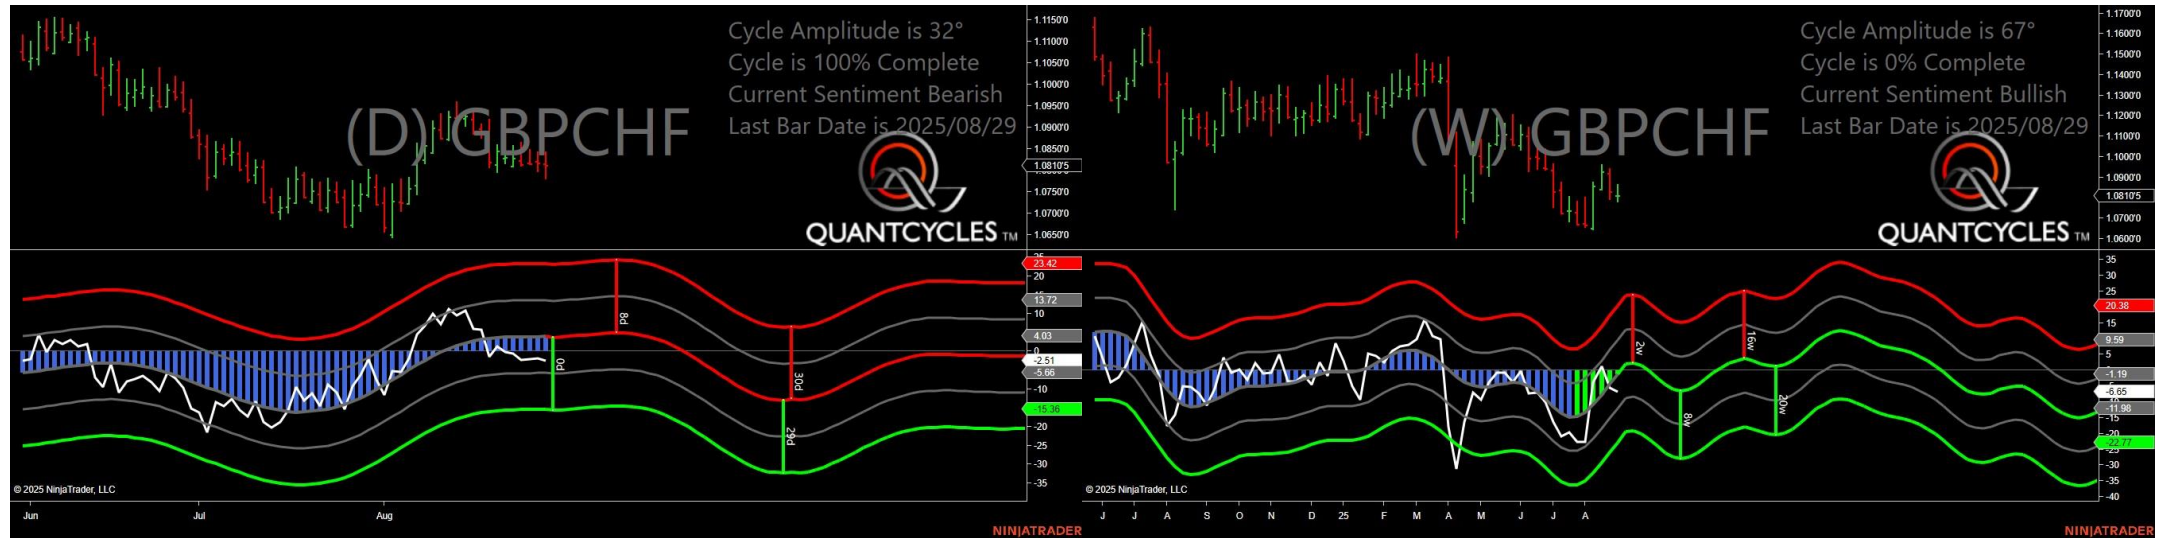 Cycle Amplitude is 32°
Cycle is 100% Complete
Current Sentiment Bearish
Last Bar Date is 2025/08/29
(D) GBPCHF
QUANTCYCLES TM
1.1150'0
1.1100'0
1.1050'0
1.1000'0
1.0950'0
1.0900'0
1.0850'0
1.0810'5
1.0750'0
1.0700'0
1.0650'0
23.42
20
13.72
10
4.03
0
-2.51
-5.66
-10
-15.36
-20
-25
-30
-35
8d
0d
30d
29d
© 2025 NinjaTrader, LLC
Jun Jul Aug
NINJATRADER
Cycle Amplitude is 67°
Cycle is 0% Complete
Current Sentiment Bullish
Last Bar Date is 2025/08/29
(W) GBPCHF
QUANTCYCLES TM
1.1700'0
1.1600'0
1.1500'0
1.1400'0
1.1300'0
1.1200'0
1.1100'0
1.1000'0
1.0900'0
1.0810'5
1.0700'0
1.0600'0
35
30
25
20.38
15
9.59
5
-1.19
-6.65
-11.98
-15
-20
-22.77
-25
-30
-35
-40
2w
16w
8w
20w
© 2025 NinjaTrader, LLC
J J A S O N D 25 F M A M J J A
NINJATRADER